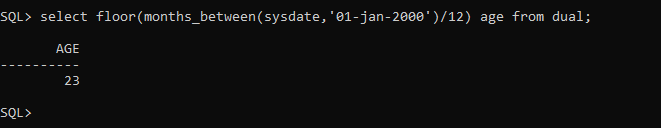 SQL> select floor(months_between(sysdate,'01-jan-2000')/12) age from dual;
AGE
----------
23
SQL>